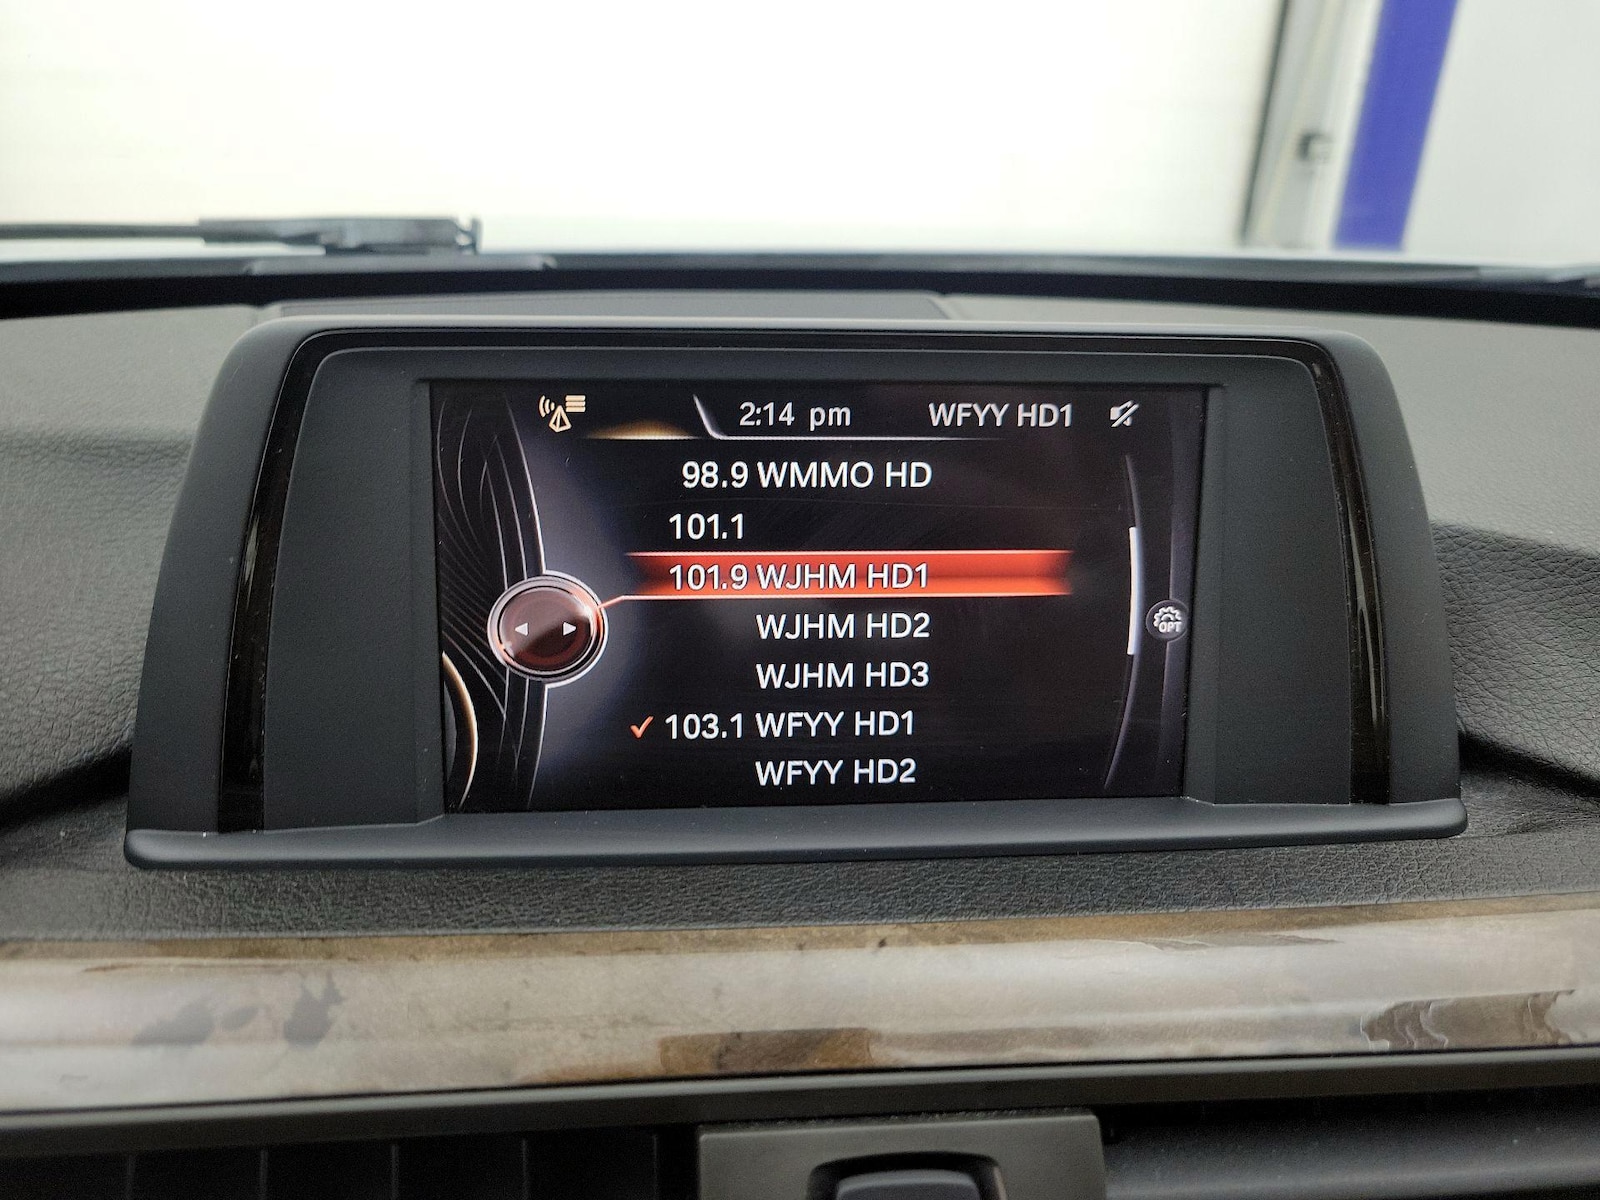 2:14 pm WFYY HD1
98.9 WMMO HD
101.1
101.9 WJHM HD1
WJHM HD2
WJHM HD3
✓ 103.1 WFYY HD1
WFYY HD2
OPT